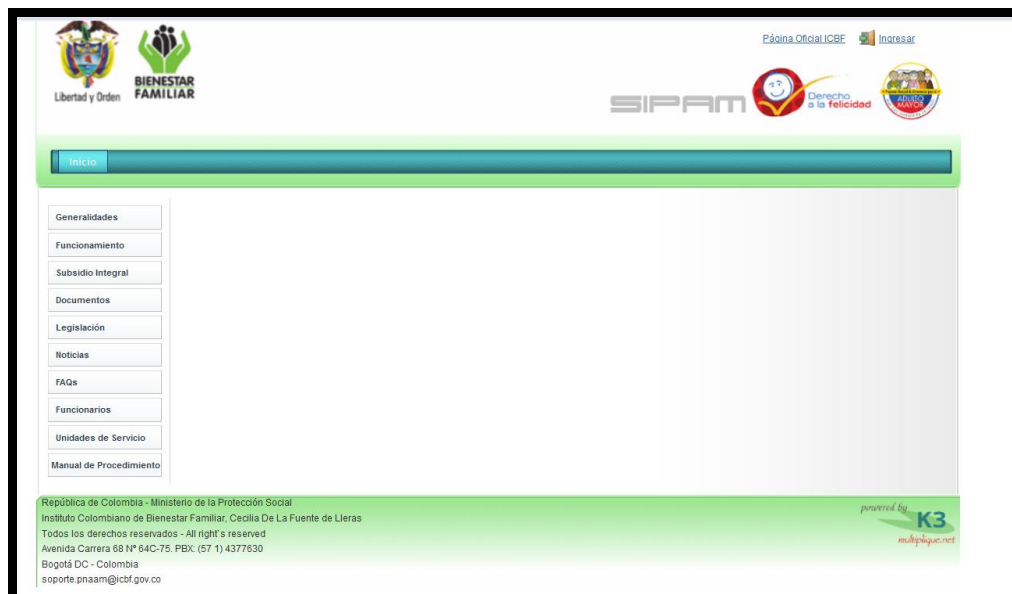 Página Oficial ICBF
Ingresar
Libertad y Orden
BIENESTAR
FAMILIAR
SIPAM
Derecho
a la felicidad
ADULTO
MAYOR
Inicio
Generalidades
Funcionamiento
Subsidio Integral
Documentos
Legislación
Noticias
FAQs
Funcionarios
Unidades de Servicio
Manual de Procedimiento
República de Colombia - Ministerio de la Protección Social
Instituto Colombiano de Bienestar Familiar, Cecilia De La Fuente de Lleras
Todos los derechos reservados - All right`s reserved
Avenida Carrera 68 Nº 64C-75. PBX: (57 1) 4377630
Bogotá DC - Colombia
soporte.pnaam@icbf.gov.co
powered by
K3
multiplique.net